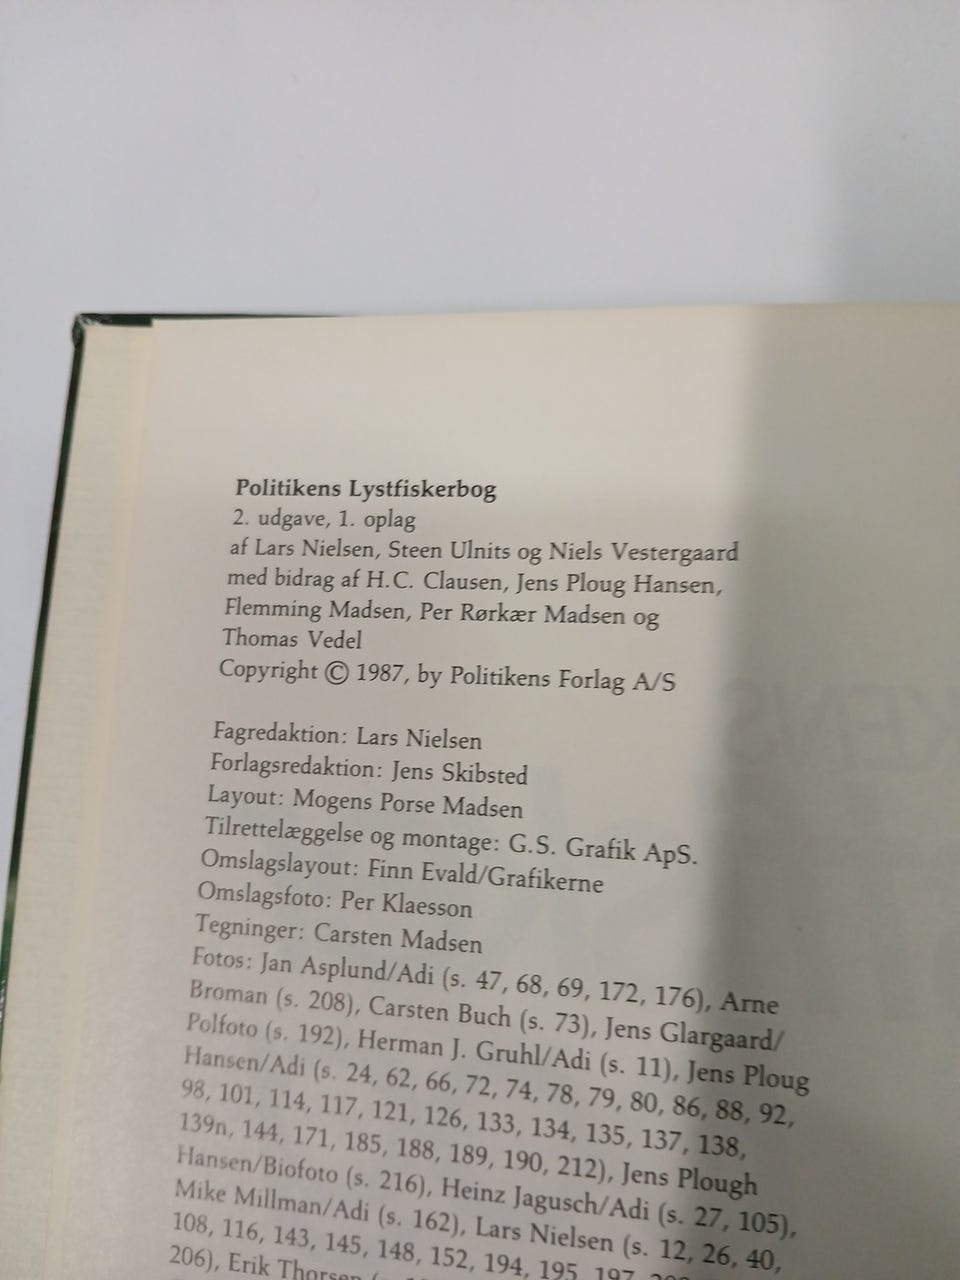 Politikens Lystfiskerbog
2. udgave, 1. oplag
af Lars Nielsen, Steen Ulnits og Niels Vestergaard
med bidrag af H.C. Clausen, Jens Ploug Hansen,
Flemming Madsen, Per Rørkær Madsen og
Thomas Vedel
Copyright © 1987, by Politikens Forlag A/S
Fagredaktion: Lars Nielsen
Forlagsredaktion: Jens Skibsted
Layout: Mogens Porse Madsen
Tilrettelæggelse og montage: G.S. Grafik ApS.
Omslagslayout: Finn Evald/Grafikerne
Omslagsfoto: Per Klaesson
Tegninger: Carsten Madsen
Fotos: Jan Asplund/Adi (s. 47, 68, 69, 172, 176), Arne
Broman (s. 208), Carsten Buch (s. 73), Jens Glargaard/
Polfoto (s. 192), Herman J. Gruhl/Adi (s. 11), Jens Ploug
Hansen/Adi (s. 24, 62, 66, 72, 74, 78, 79, 80, 86, 88, 92,
98, 101, 114, 117, 121, 126, 133, 134, 135, 137, 138,
139n, 144, 171, 185, 188, 189, 190, 212), Jens Plough
Hansen/Biofoto (s. 216), Heinz Jagusch/Adi (s. 27, 105),
Mike Millman/Adi (s. 162), Lars Nielsen (s. 12, 26, 40,
108, 116, 143, 145, 148, 152, 194, 195, 197,
206), Erik Thorsen